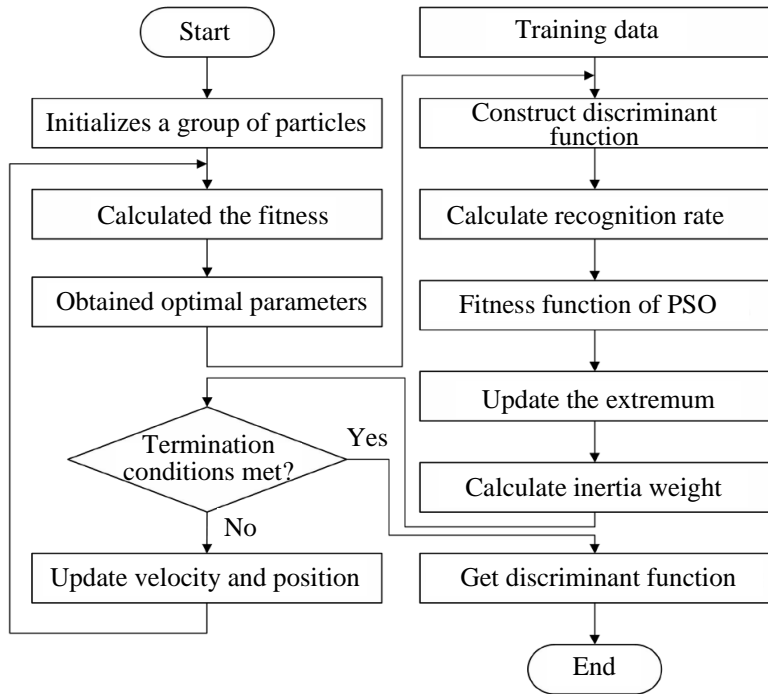 Start
Initializes a group of particles
Calculated the fitness
Obtained optimal parameters
Termination
conditions met?
Yes
No
Update velocity and position
Training data
Construct discriminant
function
Calculate recognition rate
Fitness function of PSO
Update the extremum
Calculate inertia weight
Get discriminant function
End